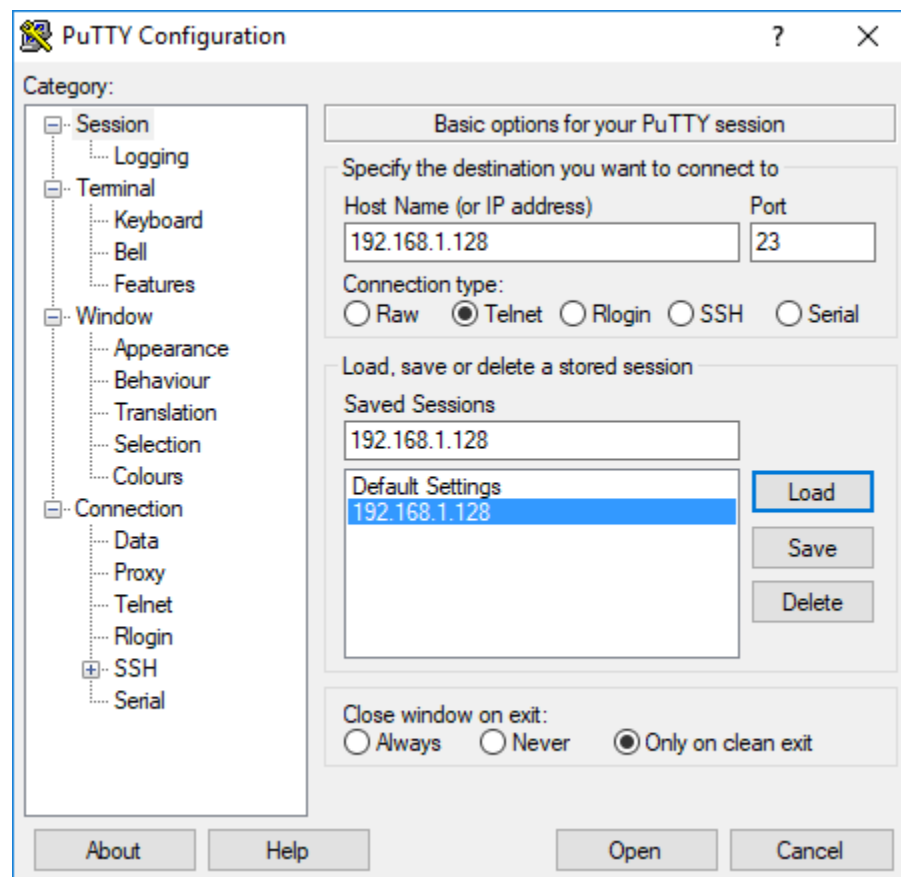 PuTTY Configuration
?
Category:
Session
Logging
Terminal
Keyboard
Bell
Features
Window
Appearance
Behaviour
Translation
Selection
Colours
Connection
Data
Proxy
Telnet
Rlogin
SSH
Serial
Basic options for your PuTTY session
Specify the destination you want to connect to
Host Name (or IP address) Port
192.168.1.128 23
Connection type:
Raw Telnet Rlogin SSH Serial
Load, save or delete a stored session
Saved Sessions
192.168.1.128
Default Settings
192.168.1.128
Load
Save
Delete
Close window on exit:
Always Never Only on clean exit
About Help Open Cancel